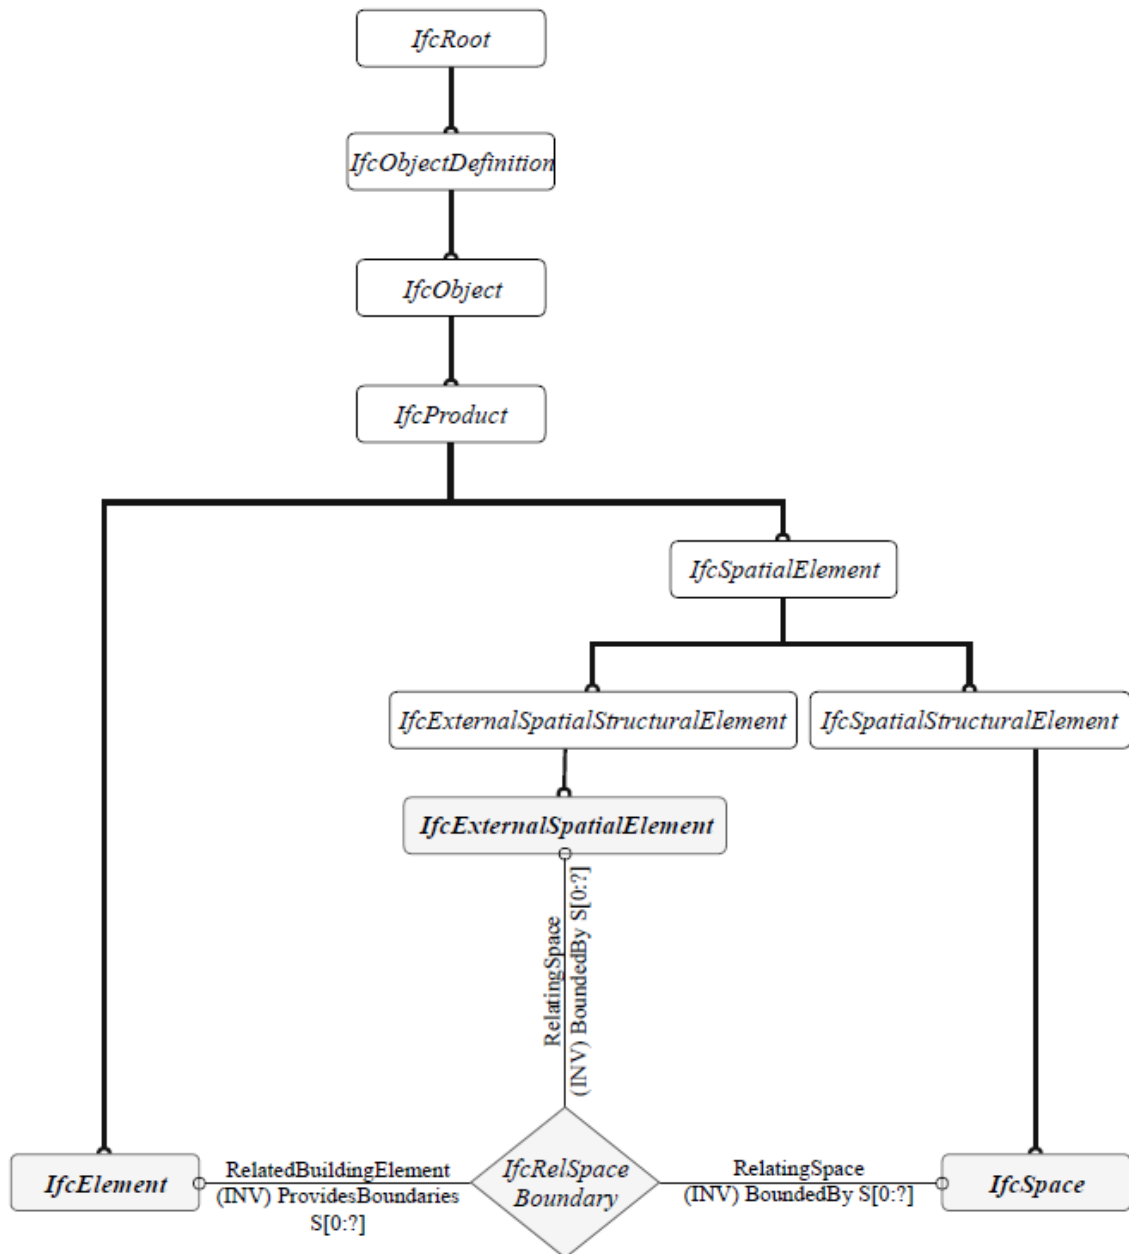 IfcRoot
IfcObjectDefinition
IfcObject
IfcProduct
IfcSpatialElement
IfcExternalSpatialStructuralElement
IfcSpatialStructuralElement
IfcExternalSpatialElement
RelatingSpace
(INV) BoundedBy S[0:?]
IfcElement
RelatedBuildingElement
(INV) ProvidesBoundaries
S[0:?]
IfcRelSpace
Boundary
RelatingSpace
(INV) BoundedBy S[0:?]
IfcSpace